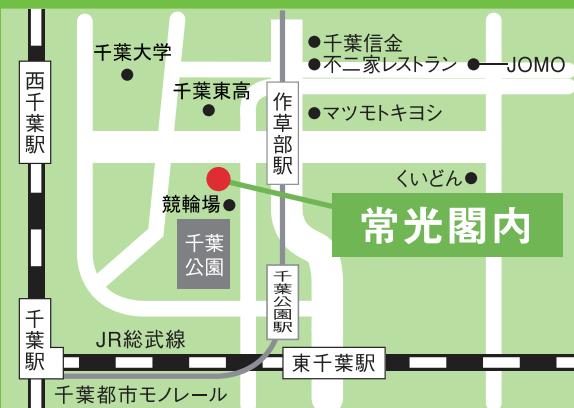 千葉大学
千葉信金
不二家レストラン
JOMO
西千葉駅
千葉東高
作草部駅
マツモトキヨシ
くいどん
競輪場
常光閣内
千葉
公園
千葉公園駅
千葉駅
JR総武線
東千葉駅
千葉都市モノレール